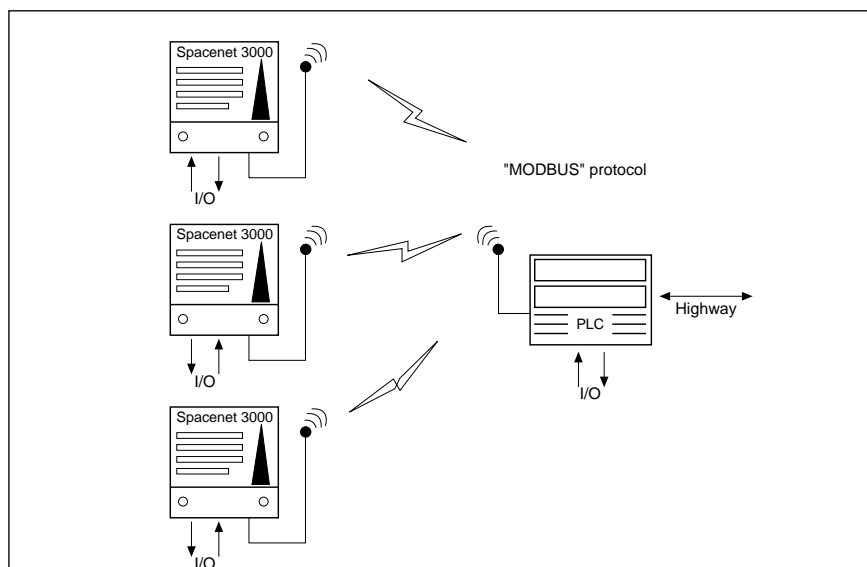 Spacenet 3000
I/O
"MODBUS" protocol
Spacenet 3000
I/O
PLC
Highway
I/O
Spacenet 3000
I/O